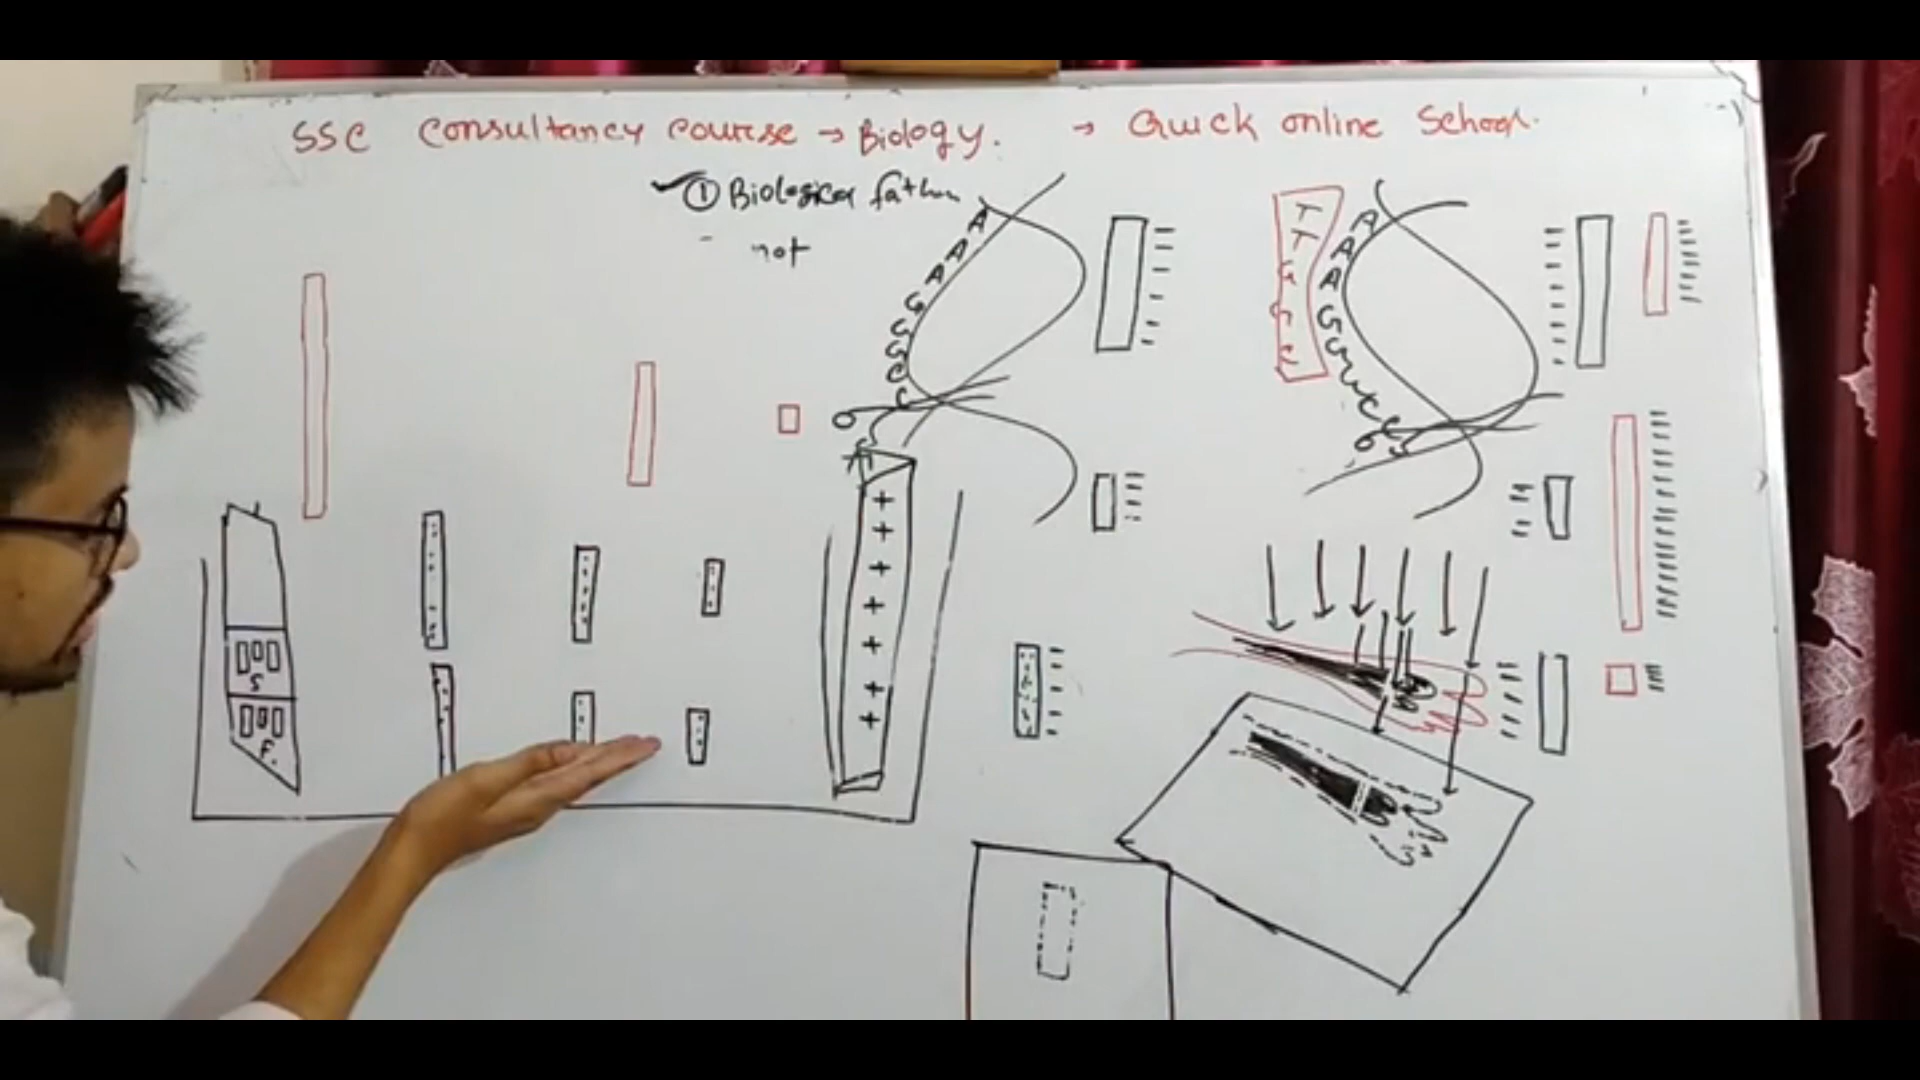 SSC Consultancy Course → Biology. → Quick online School.
① Biological father
not
A
A
A
G
G
G
C
C
T
T
G
A
A
A
G
G
C
C
+
+
+
+
+
+
+
S
F